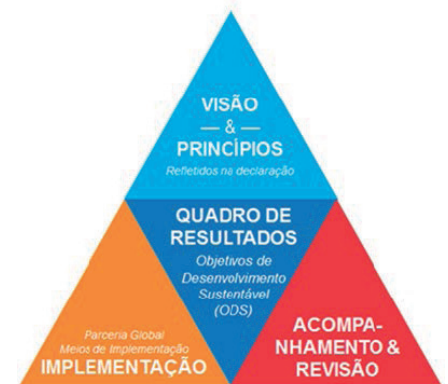 VISÃO
— & —
PRINCÍPIOS
Refletidos na declaração
QUADRO DE
RESULTADOS
Objetivos de
Desenvolvimento
Sustentável
(ODS)
Parceria Global
Meios de Implementação
IMPLEMENTAÇÃO
ACOMPA-
NHAMENTO &
REVISÃO